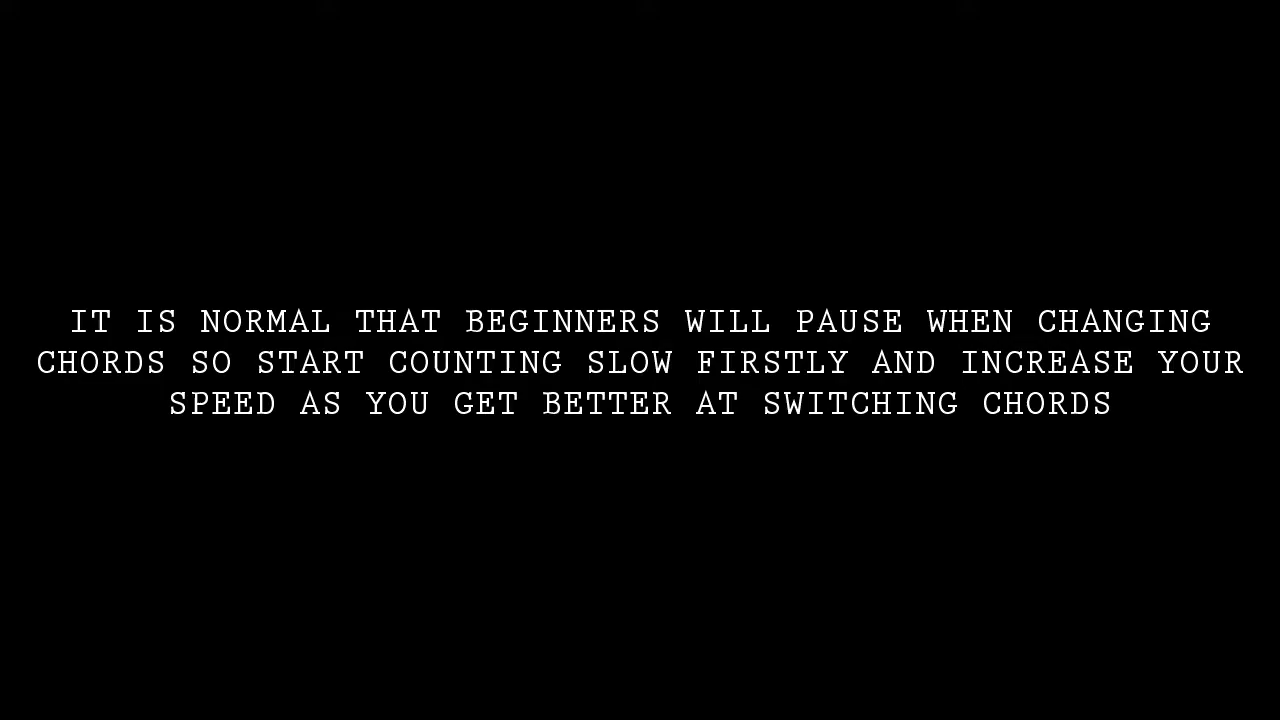 IT IS NORMAL THAT BEGINNERS WILL PAUSE WHEN CHANGING
CHORDS SO START COUNTING SLOW FIRSTLY AND INCREASE YOUR
SPEED AS YOU GET BETTER AT SWITCHING CHORDS